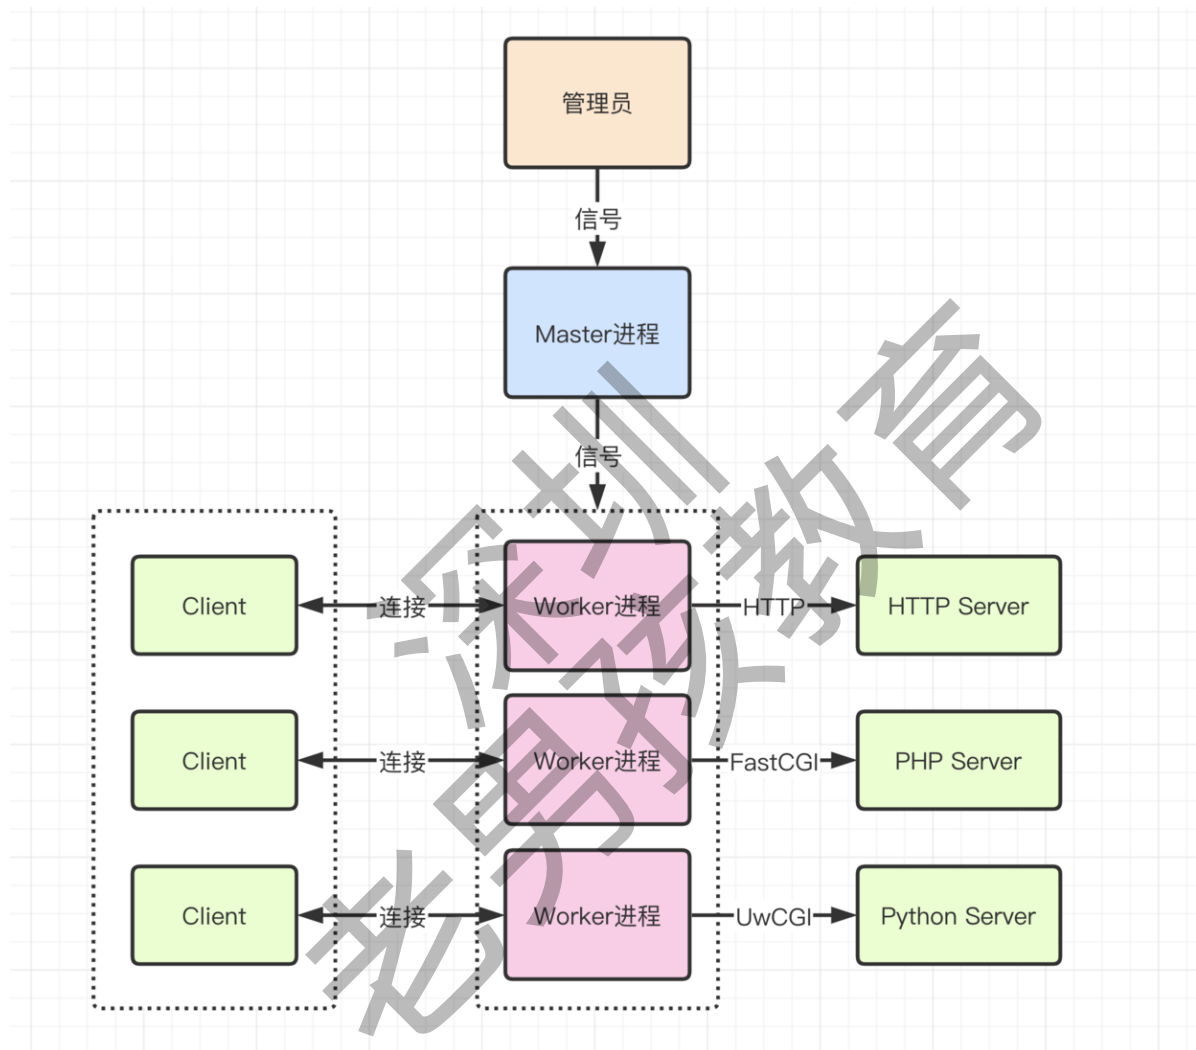 管理员
信号
Master进程
信号
Client
连接
Worker进程
HTTP
HTTP Server
Client
连接
Worker进程
FastCGI
PHP Server
Client
连接
Worker进程
UwCGI
Python Server
深圳
老男孩教育